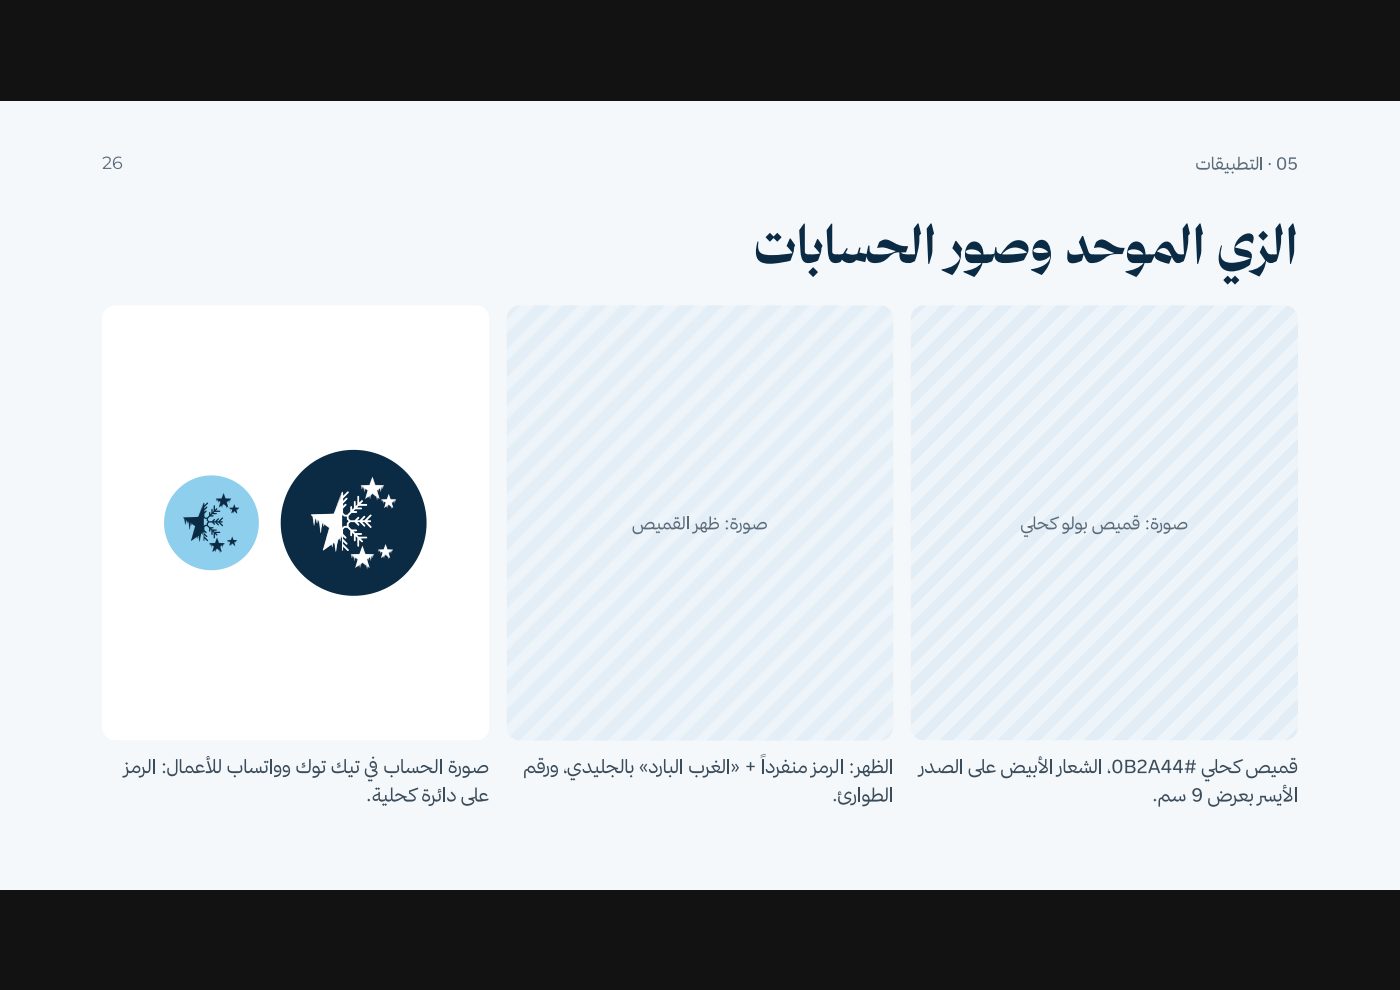 05 · التطبيقات
26
الزي الموحد وصور الحسابات
صورة: قميص بولو كحلي
صورة: ظهر القميص
قميص كحلي #0B2A44، الشعار الأبيض على الصدر
الأيسر بعرض 9 سم.
الظهر: الرمز منفرداً + «الغرب البارد» بالجليدي، ورقم
الطوارئ.
صورة الحساب في تيك توك وواتساب للأعمال: الرمز
على دائرة كحلية.